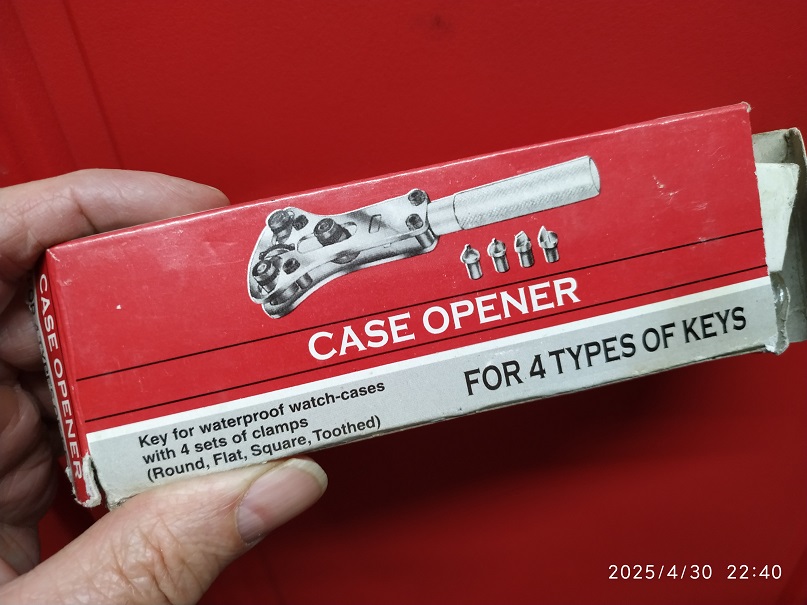 CASE OPENER
FOR 4 TYPES OF KEYS
Key for waterproof watch-cases
with 4 sets of clamps
(Round, Flat, Square, Toothed)
CASE OPENER
2025/4/30 22:40